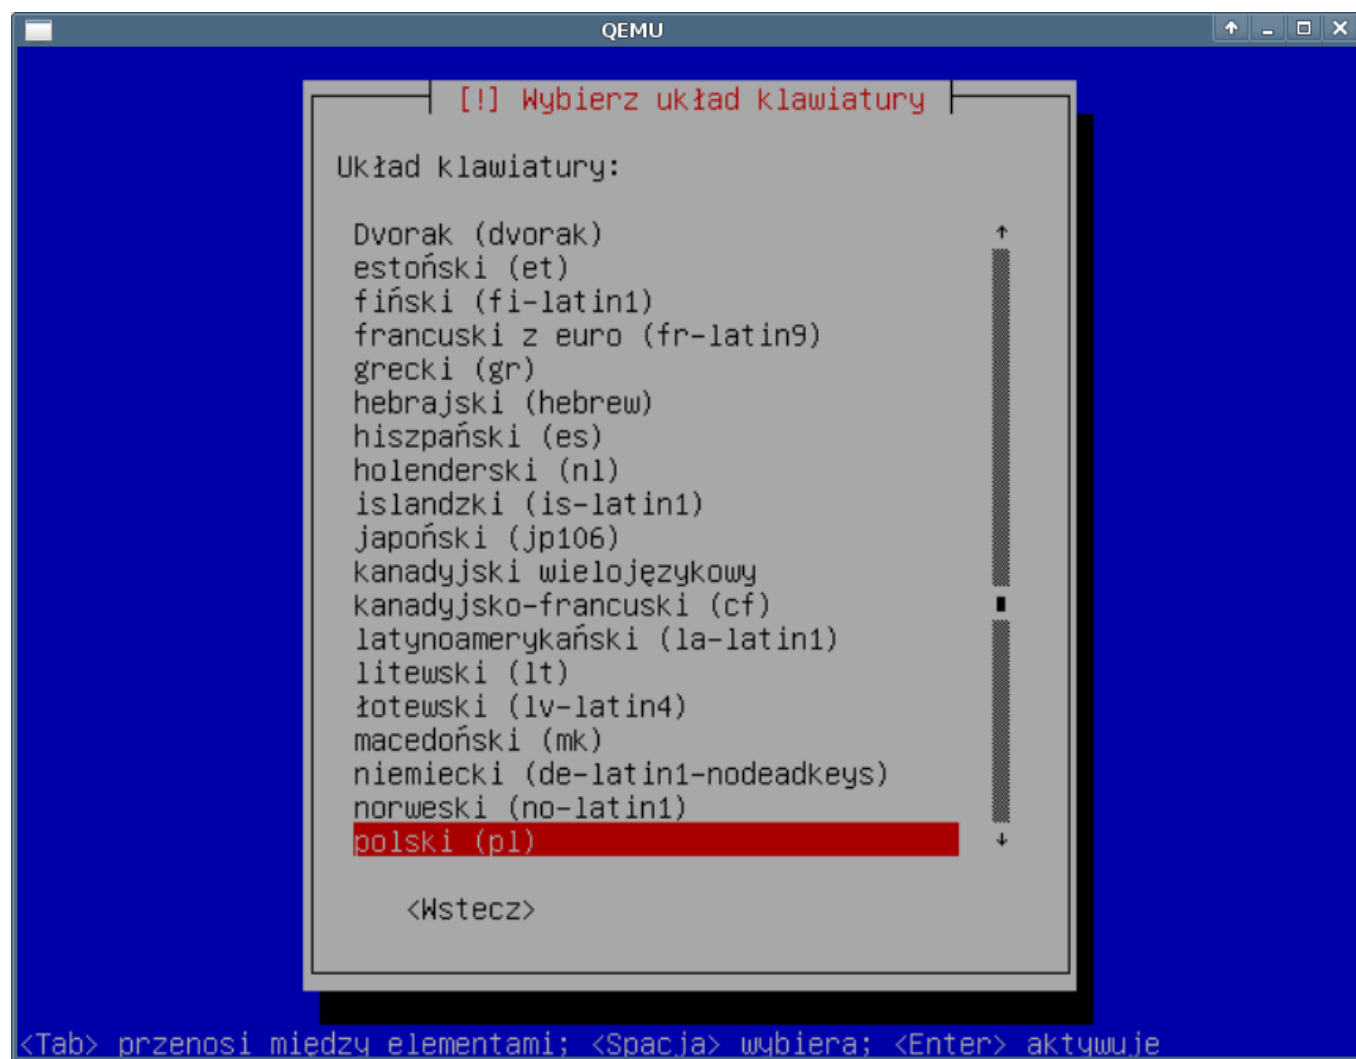 QEMU
[!] Wybierz układ klawiatury
Układ klawiatury:
Dvorak (dvorak)
estoński (et)
fiński (fi-latin1)
francuski z euro (fr-latin9)
grecki (gr)
hebrajski (hebrew)
hiszpański (es)
holenderski (nl)
islandzki (is-latin1)
japoński (jp106)
kanadyjski wielojęzykowy
kanadyjsko-francuski (cf)
latynoamerykański (la-latin1)
litewski (lt)
łotewski (lv-latin4)
macedoński (mk)
niemiecki (de-latin1-nodeadkeys)
norweski (no-latin1)
polski (pl)
<Wstecz>
<Tab> przenosi między elementami; <Spacja> wybiera; <Enter> aktywuje